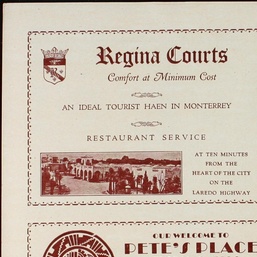 Regina Courts
Comfort at Minimum Cost
AN IDEAL TOURIST HAEN IN MONTERREY
RESTAURANT SERVICE
AT TEN MINUTES
FROM THE
HEART OF THE CITY
ON THE
LAREDO HIGHWAY
OUR WELCOME TO
PETE'S PLACE